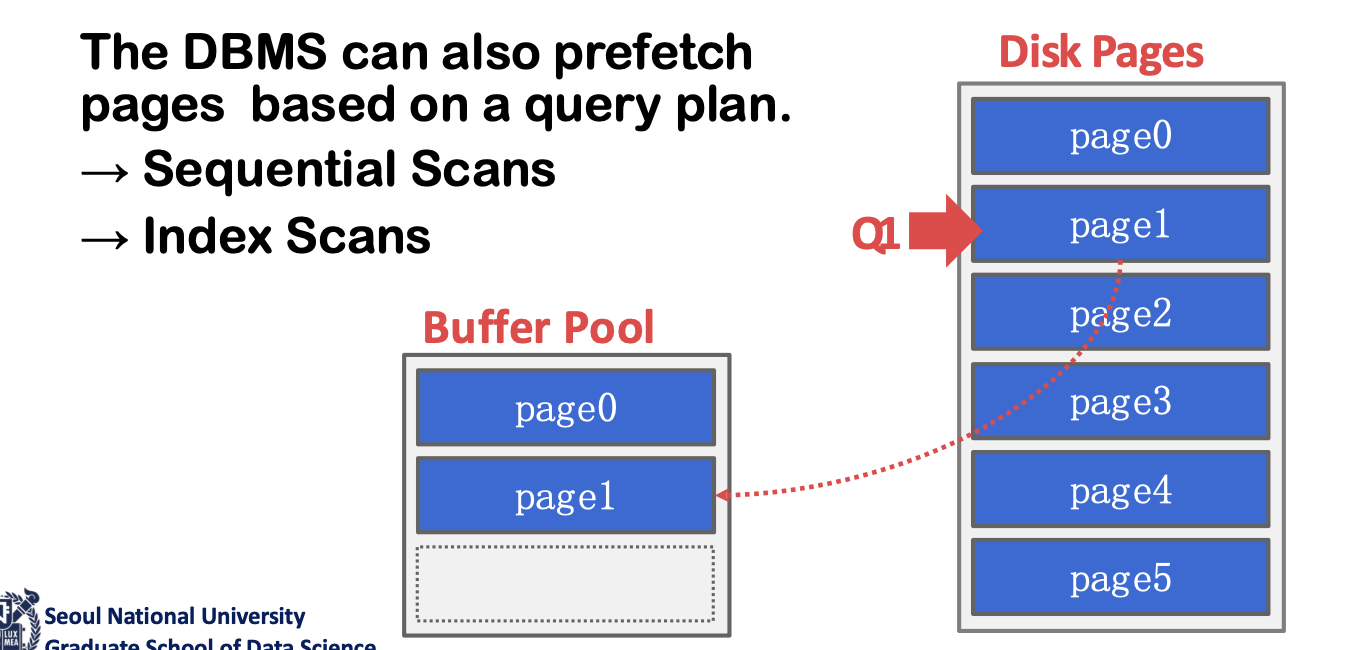 The DBMS can also prefetch
pages based on a query plan.
→ Sequential Scans
→ Index Scans
Disk Pages
page0
Q1
page1
page2
page3
page4
page5
Buffer Pool
page0
page1
LUX
MEA
Seoul National University
Graduate School of Data Science